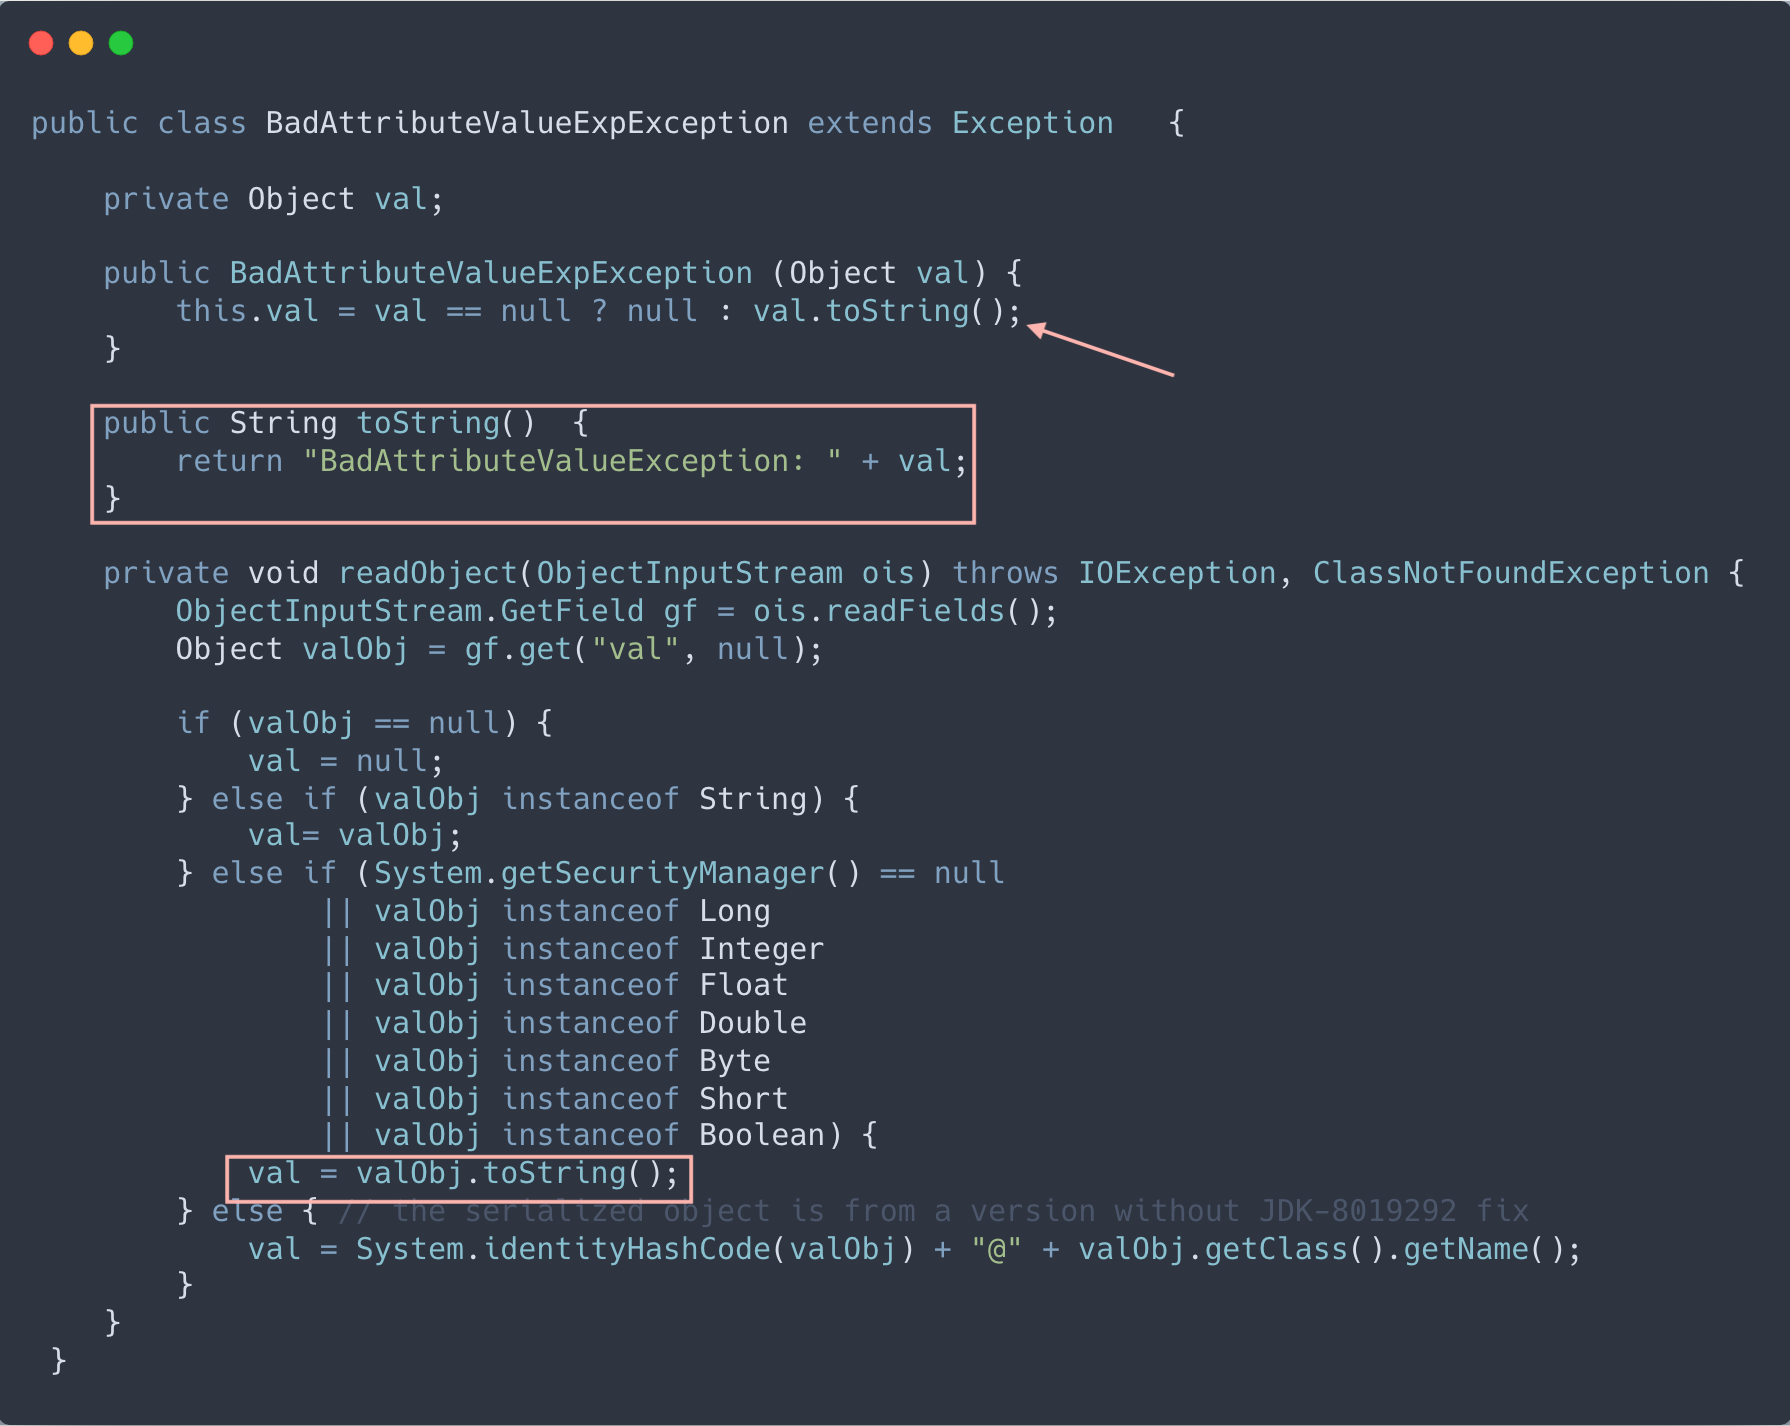 public class BadAttributeValueExpException extends Exception   {
    private Object val;
    public BadAttributeValueExpException (Object val) {
        this.val = val == null ? null : val.toString();
    }
    public String toString()  {
        return "BadAttributeValueException: " + val;
    }
    private void readObject(ObjectInputStream ois) throws IOException, ClassNotFoundException {
        ObjectInputStream.GetField gf = ois.readFields();
        Object valObj = gf.get("val", null);
        if (valObj == null) {
            val = null;
        } else if (valObj instanceof String) {
            val= valObj;
        } else if (System.getSecurityManager() == null
                || valObj instanceof Long
                || valObj instanceof Integer
                || valObj instanceof Float
                || valObj instanceof Double
                || valObj instanceof Byte
                || valObj instanceof Short
                || valObj instanceof Boolean) {
            val = valObj.toString();
        } else { // the serialized object is from a version without JDK-8019292 fix
            val = System.identityHashCode(valObj) + "@" + valObj.getClass().getName();
        }
    }
 }